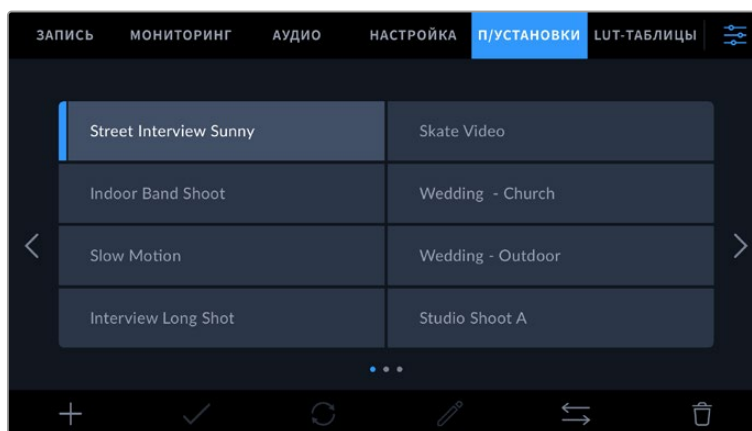 ЗАПИСЬ МОНИТОРИНГ АУДИО НАСТРОЙКА П/УСТАНОВКИ LUT-ТАБЛИЦЫ
Street Interview Sunny Skate Video
Indoor Band Shoot Wedding - Church
Slow Motion Wedding - Outdoor
Interview Long Shot Studio Shoot A